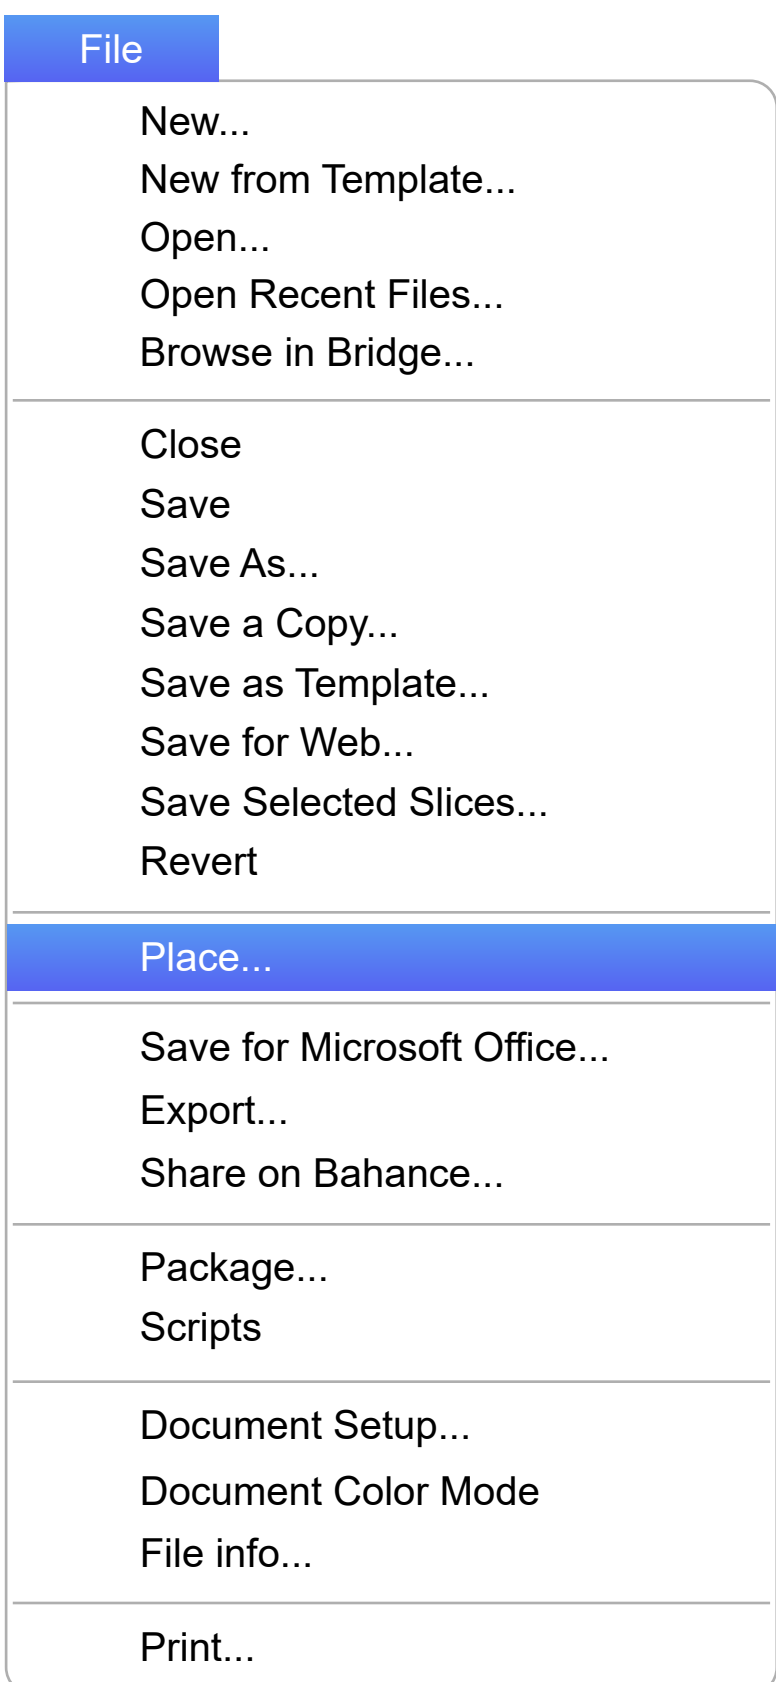 File
New...
New from Template...
Open...
Open Recent Files...
Browse in Bridge...
Close
Save
Save As...
Save a Copy...
Save as Template...
Save for Web...
Save Selected Slices...
Revert
Place...
Save for Microsoft Office...
Export...
Share on Bahance...
Package...
Scripts
Document Setup...
Document Color Mode
File info...
Print...